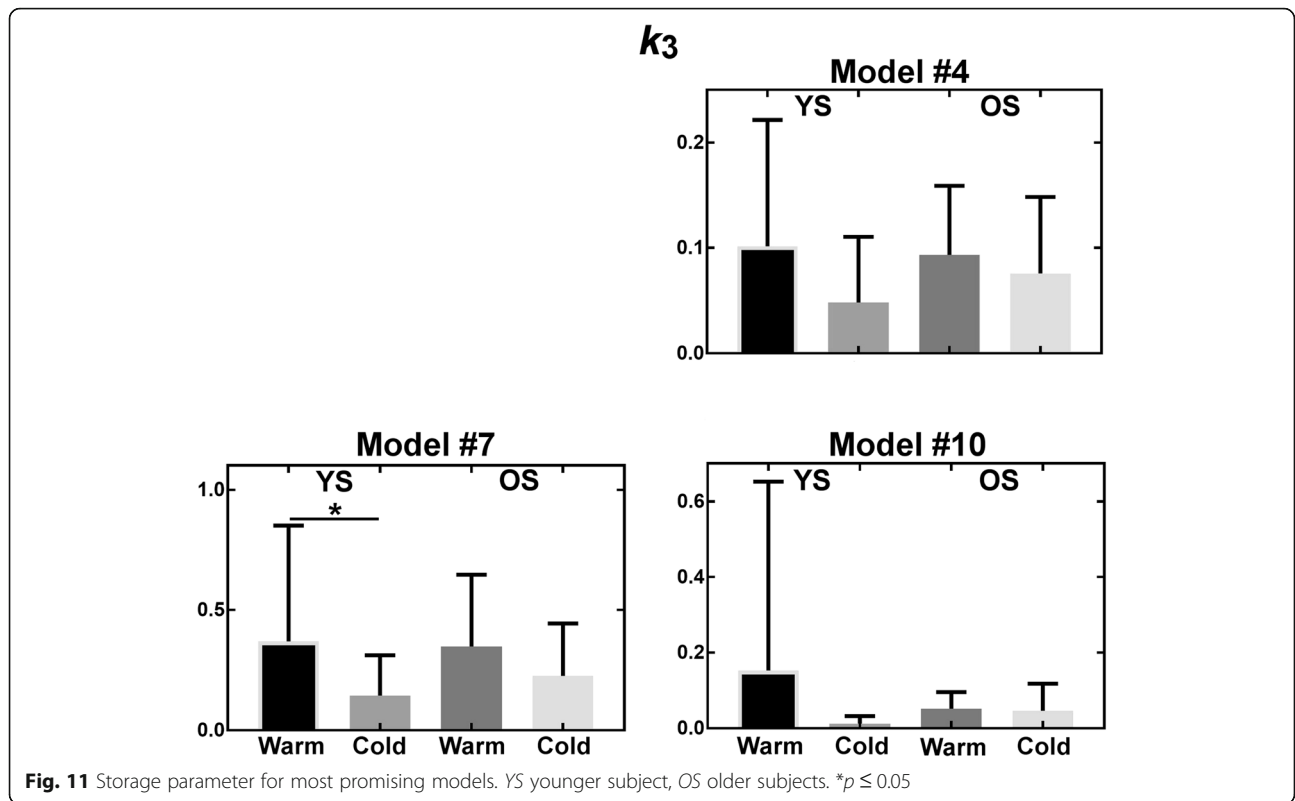 k3
Model #4
YS OS
0.2
0.1
0.0
Model #7
YS OS
*
1.0
0.5
0.0
Warm Cold Warm Cold
Model #10
YS OS
0.6
0.4
0.2
0.0
Warm Cold Warm Cold
Fig. 11 Storage parameter for most promising models. YS younger subject, OS older subjects. *p ≤ 0.05